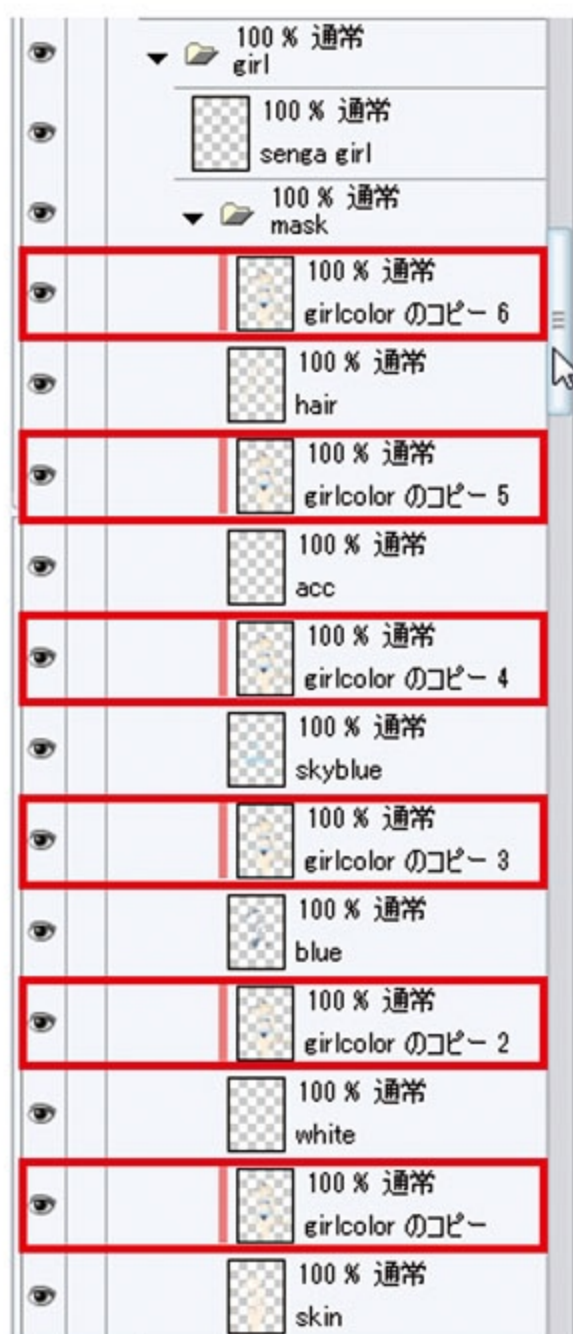 100 % 通常
girl
100 % 通常
senga girl
100 % 通常
mask
100 % 通常
girlcolor のコピー 6
100 % 通常
hair
100 % 通常
girlcolor のコピー 5
100 % 通常
acc
100 % 通常
girlcolor のコピー 4
100 % 通常
skyblue
100 % 通常
girlcolor のコピー 3
100 % 通常
blue
100 % 通常
girlcolor のコピー 2
100 % 通常
white
100 % 通常
girlcolor のコピー
100 % 通常
skin